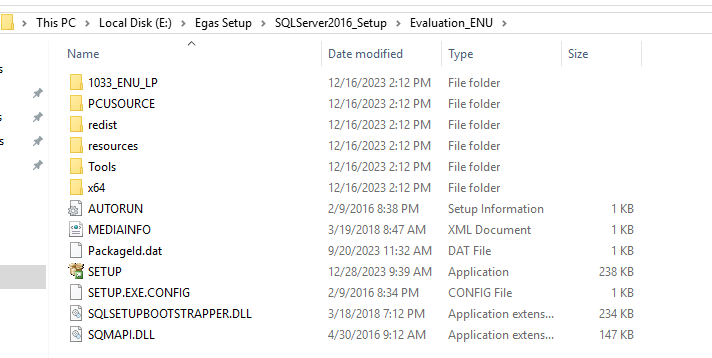 This PC > Local Disk (E:) > Egas Setup > SQLServer2016_Setup > Evaluation_ENU >
Name Date modified Type Size
1033_ENU_LP 12/16/2023 2:12 PM File folder
PCUSOURCE 12/16/2023 2:12 PM File folder
redist 12/16/2023 2:12 PM File folder
resources 12/16/2023 2:12 PM File folder
Tools 12/16/2023 2:12 PM File folder
x64 12/16/2023 2:12 PM File folder
AUTORUN 2/9/2016 8:38 PM Setup Information 1 KB
MEDIAINFO 3/19/2018 8:47 AM XML Document 1 KB
PackageId.dat 9/20/2023 11:32 AM DAT File 1 KB
SETUP 12/28/2023 9:39 AM Application 238 KB
SETUP.EXE.CONFIG 2/9/2016 8:34 PM CONFIG File 1 KB
SQLSETUPBOOTSTRAPPER.DLL 3/18/2018 7:12 PM Application extens... 234 KB
SQMAPI.DLL 4/30/2016 9:12 AM Application extens... 147 KB